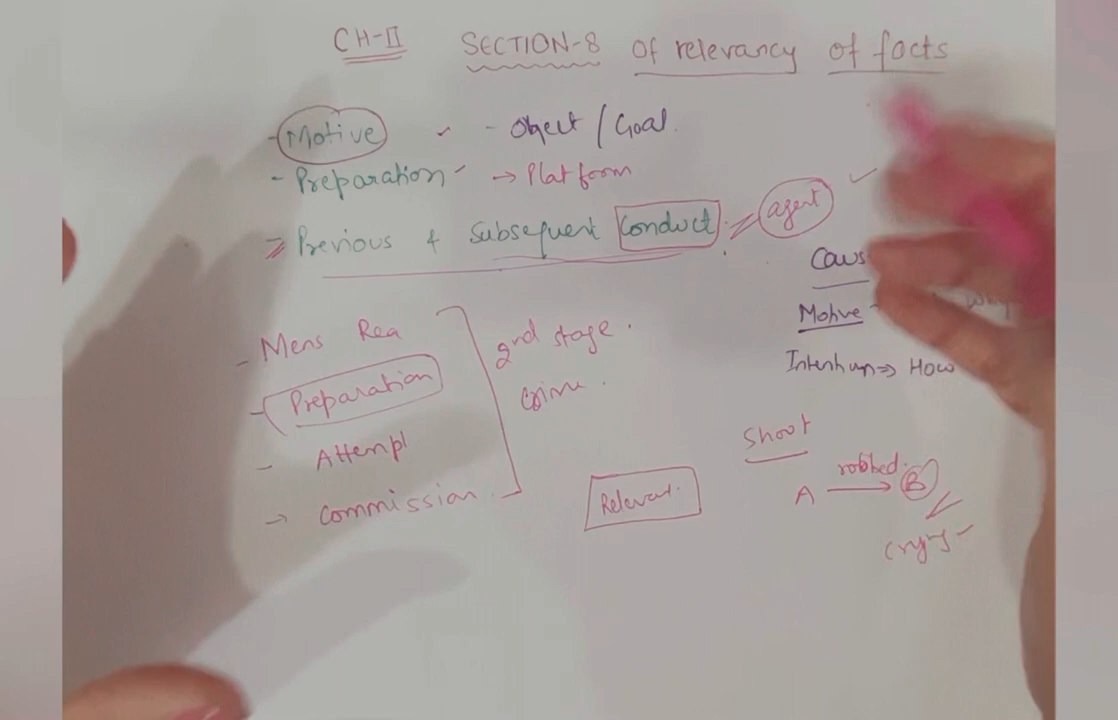 CH-II SECTION-8 Of relevancy of facts
- Motive - Object / Goal.
- Preparation → Platform
Previous & Subsequent Conduct agent
Caus
Motive why
Intention ⇒ How
- Mens Rea
- Preparation
- Attempt
→ Commission
2nd stage.
crime.
Shoot
A robbed. B
crying
Relevant.